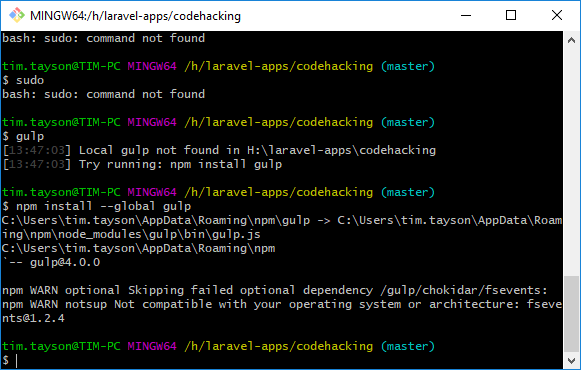 MINGW64:/h/laravel-apps/codehacking
bash: sudo: command not found
tim.tayson@TIM-PC MINGW64 /h/laravel-apps/codehacking (master)
$ sudo
bash: sudo: command not found
tim.tayson@TIM-PC MINGW64 /h/laravel-apps/codehacking (master)
$ gulp
[13:47:03] Local gulp not found in H:\laravel-apps\codehacking
[13:47:03] Try running: npm install gulp
tim.tayson@TIM-PC MINGW64 /h/laravel-apps/codehacking (master)
$ npm install --global gulp
C:\Users\tim.tayson\AppData\Roaming\npm\gulp -> C:\Users\tim.tayson\AppData\Roam
ing\npm\node_modules\gulp\bin\gulp.js
C:\Users\tim.tayson\AppData\Roaming\npm
`-- gulp@4.0.0
npm WARN optional Skipping failed optional dependency /gulp/chokidar/fsevents:
npm WARN notsup Not compatible with your operating system or architecture: fseve
nts@1.2.4
tim.tayson@TIM-PC MINGW64 /h/laravel-apps/codehacking (master)
$